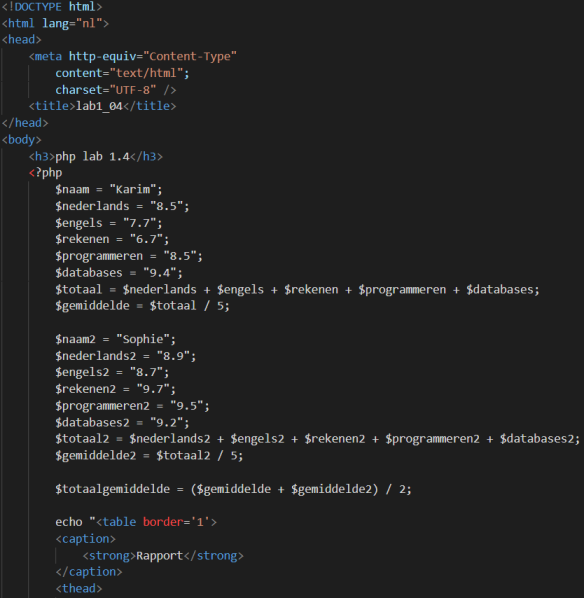 <!DOCTYPE html>
<html lang="nl">
<head>
<meta http-equiv="Content-Type"
content="text/html";
charset="UTF-8" />
<title>lab1_04</title>
</head>
<body>
<h3>php lab 1.4</h3>
<?php
$naam = "Karim";
$nederlands = "8.5";
$engels = "7.7";
$rekenen = "6.7";
$programmeren = "8.5";
$databases = "9.4";
$totaal = $nederlands + $engels + $rekenen + $programmeren + $databases;
$gemiddelde = $totaal / 5;
$naam2 = "Sophie";
$nederlands2 = "8.9";
$engels2 = "8.7";
$rekenen2 = "9.7";
$programmeren2 = "9.5";
$databases2 = "9.2";
$totaal2 = $nederlands2 + $engels2 + $rekenen2 + $programmeren2 + $databases2;
$gemiddelde2 = $totaal2 / 5;
$totaalgemiddelde = ($gemiddelde + $gemiddelde2) / 2;
echo "<table border='1'>
<caption>
<strong>Rapport</strong>
</caption>
<thead>